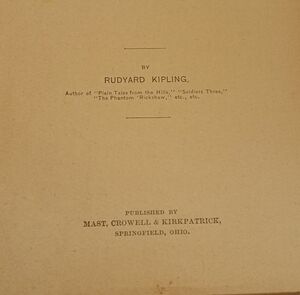 BY
RUDYARD KIPLING,
Author of "Plain Tales from the Hills," "Soldiers Three,"
"The Phantom 'Rickshaw," etc., etc.
PUBLISHED BY
MAST, CROWELL & KIRKPATRICK,
SPRINGFIELD, OHIO.